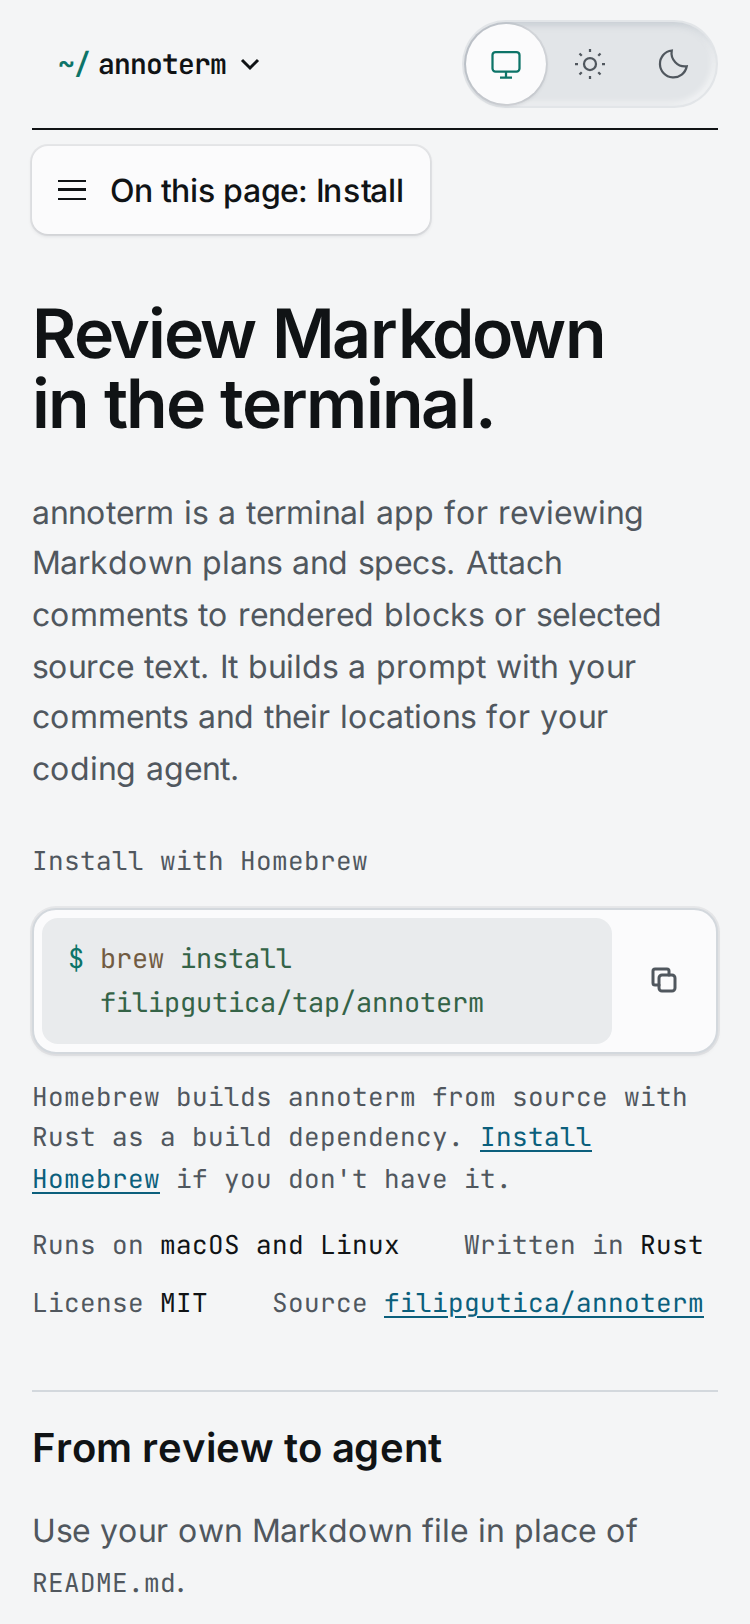 ~/ annoterm
On this page: Install
Review Markdown
in the terminal.
annoterm is a terminal app for reviewing
Markdown plans and specs. Attach
comments to rendered blocks or selected
source text. It builds a prompt with your
comments and their locations for your
coding agent.
Install with Homebrew
$ brew install
filipgutica/tap/annoterm
Homebrew builds annoterm from source with
Rust as a build dependency. Install
Homebrew if you don't have it.
Runs on macOS and Linux Written in Rust
License MIT Source filipgutica/annoterm
From review to agent
Use your own Markdown file in place of
README.md.